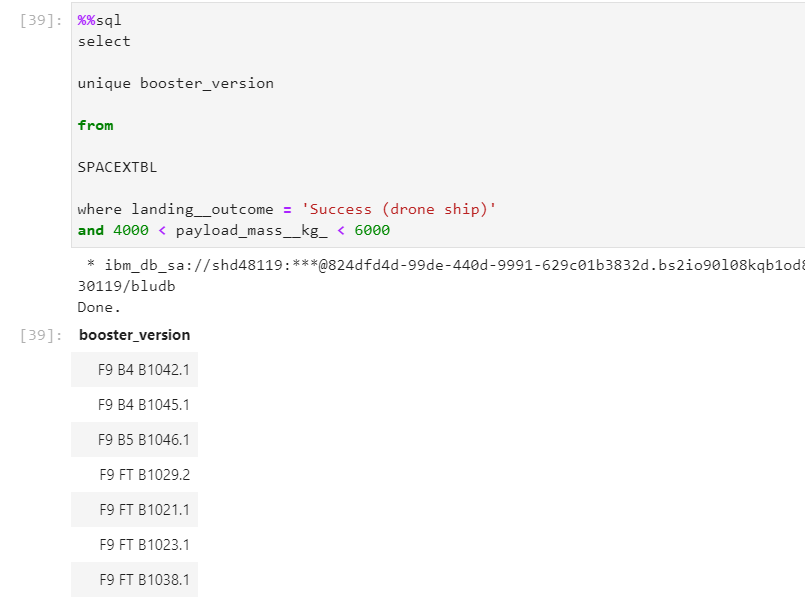 [39]: %%sql
select
unique booster_version
from
SPACEXTBL
where landing__outcome = 'Success (drone ship)'
and 4000 < payload_mass__kg_ < 6000
* ibm_db_sa://shd48119:***@824dfd4d-99de-440d-9991-629c01b3832d.bs2io90l08kqb1od8
30119/bludb
Done.
[39]: booster_version
F9 B4 B1042.1
F9 B4 B1045.1
F9 B5 B1046.1
F9 FT B1029.2
F9 FT B1021.1
F9 FT B1023.1
F9 FT B1038.1